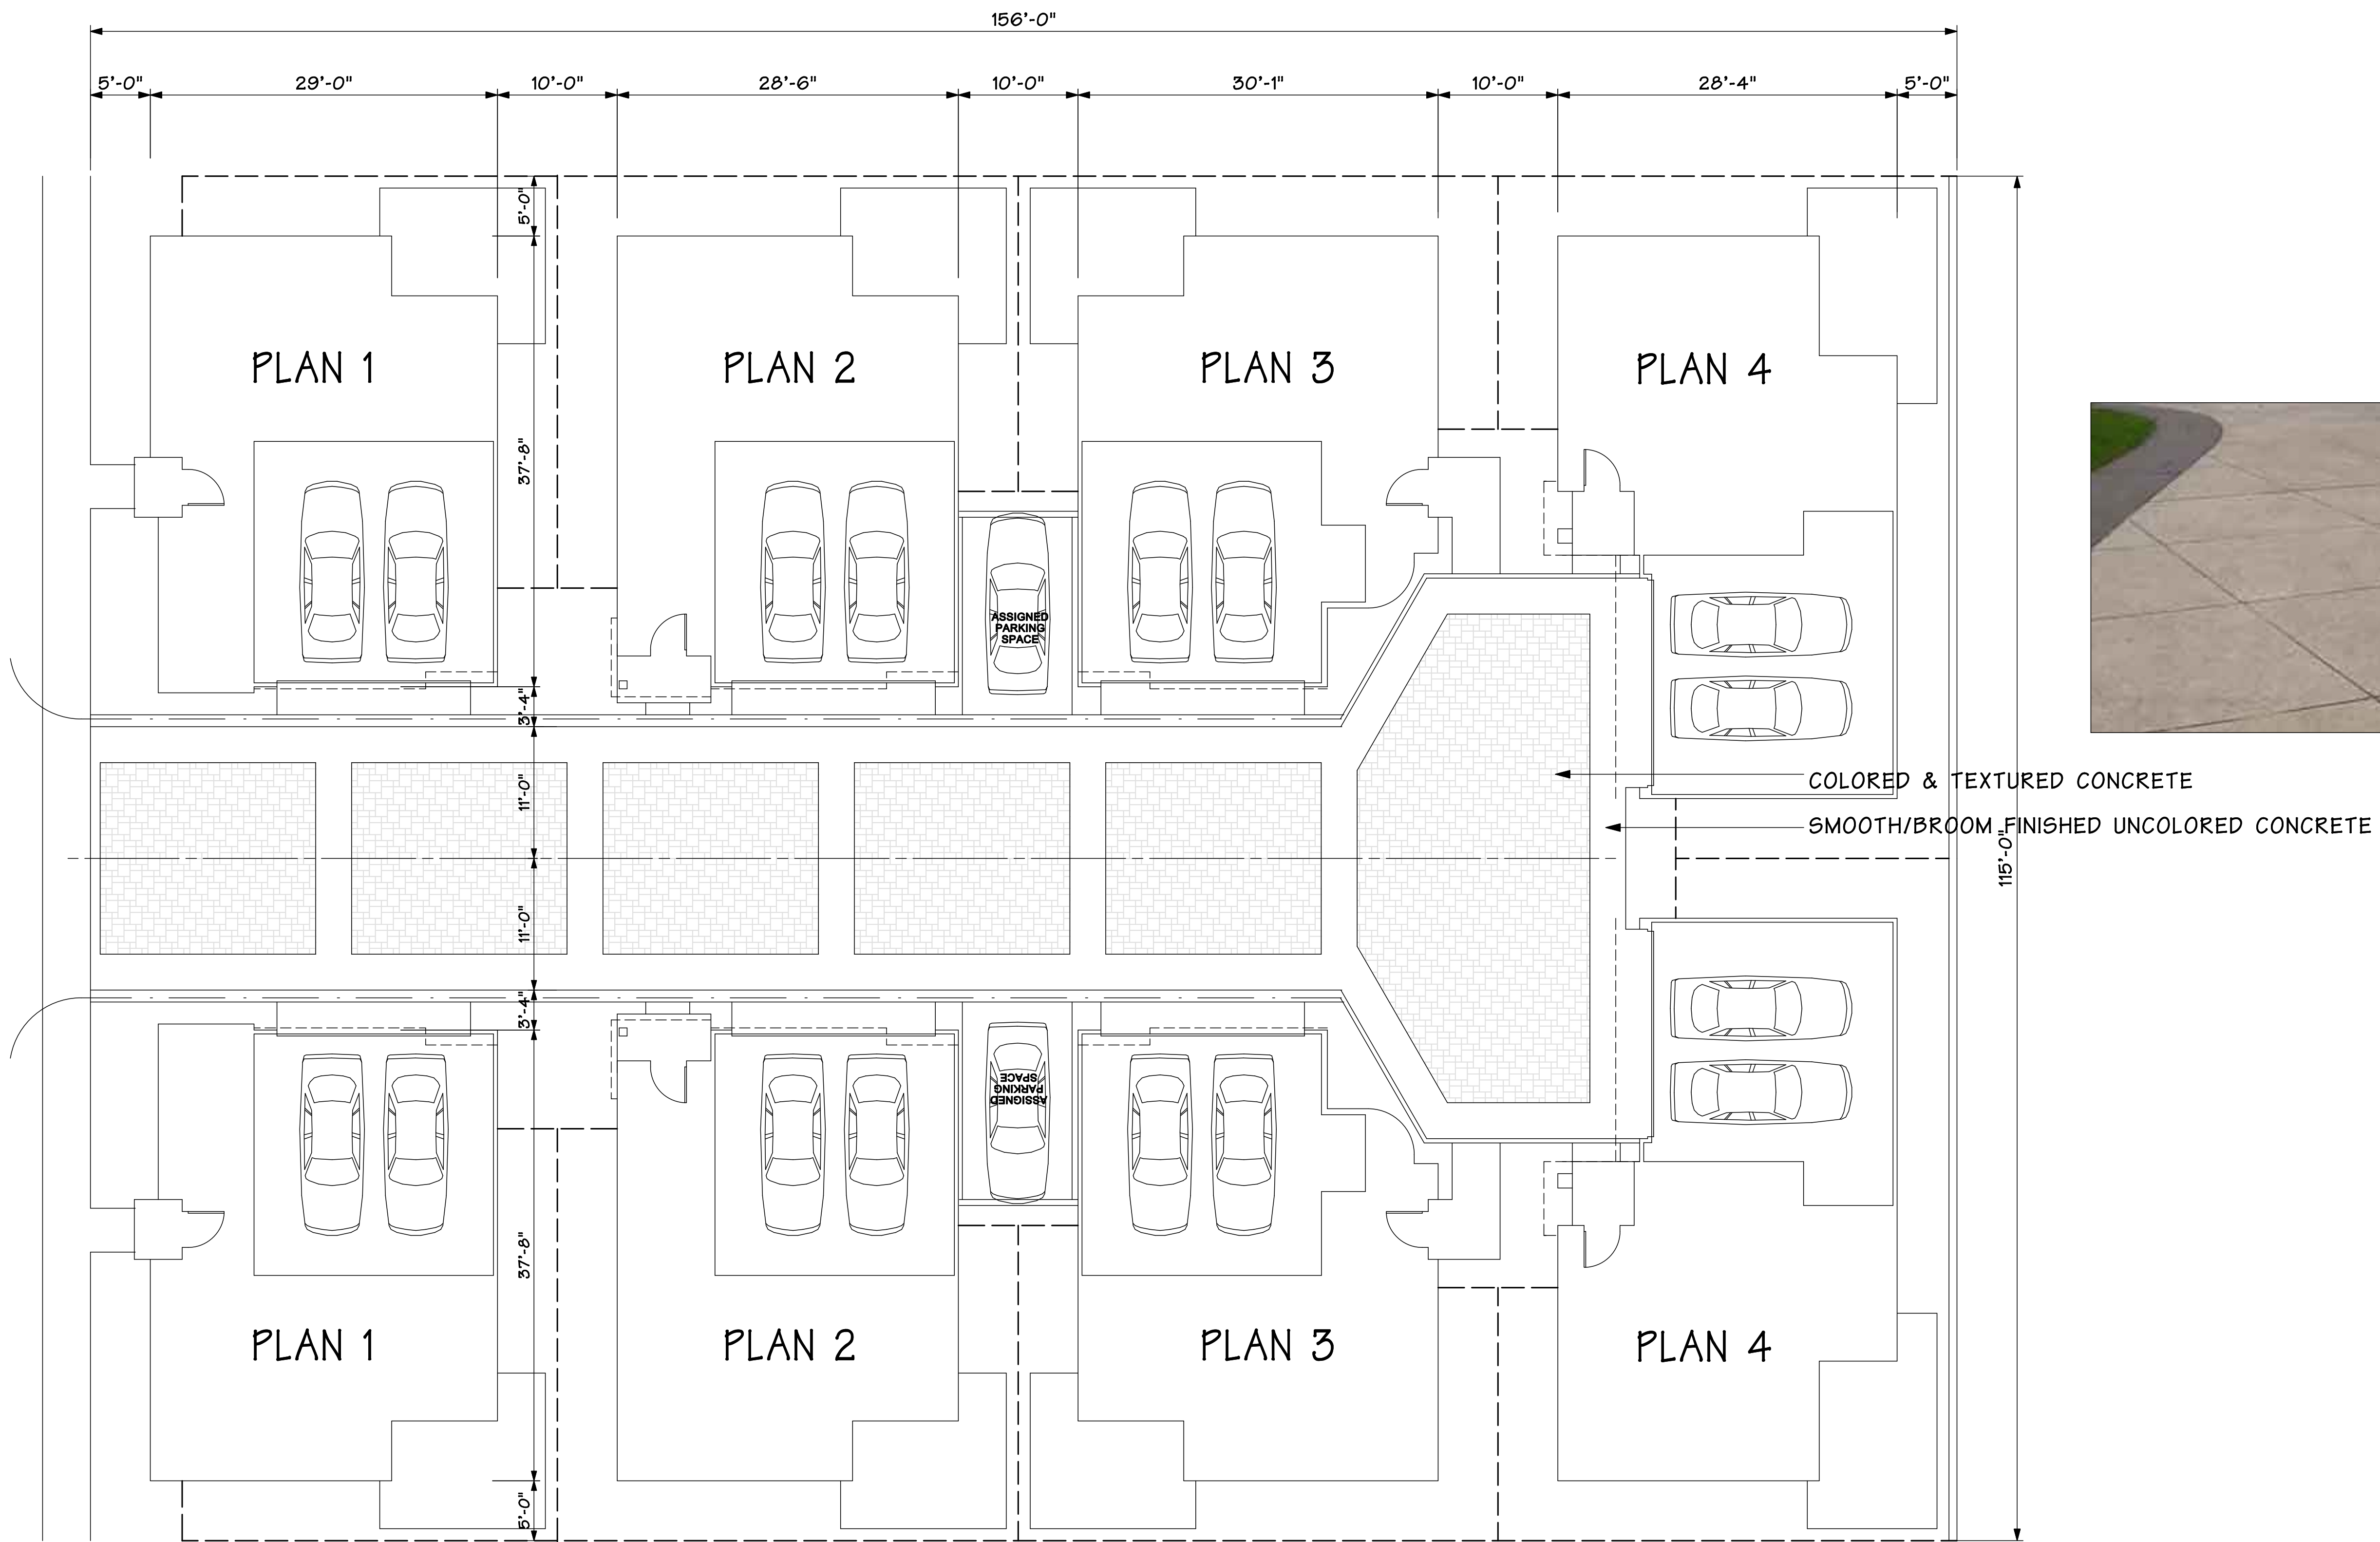 156'-0"
5'-0" 29'-0" 10'-0" 28'-6" 10'-0" 30'-1" 10'-0" 28'-4" 5'-0"
5'-0"
PLAN 1 PLAN 2 PLAN 3 PLAN 4
37'-8"
ASSIGNED
PARKING
SPACE
3'-4"
11'-0"
COLORED & TEXTURED CONCRETE
SMOOTH/BROOM FINISHED UNCOLORED CONCRETE
115'-0"
11'-0"
3'-4"
ASSIGNED
PARKING
SPACE
37'-8"
PLAN 1 PLAN 2 PLAN 3 PLAN 4
5'-0"